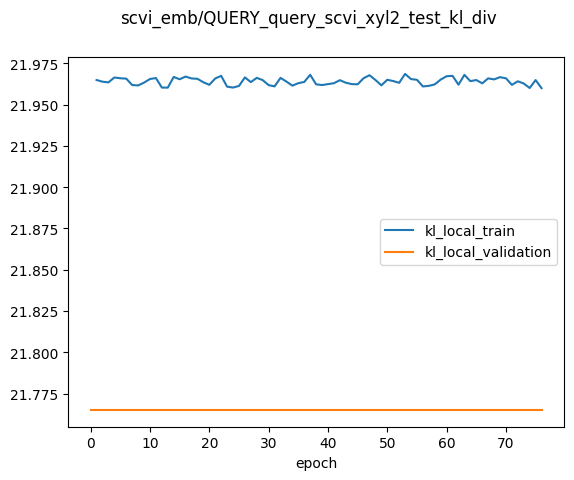 scvi_emb/QUERY_query_scvi_xyl2_test_kl_div
21.975
21.950
21.925
21.900
21.875
21.850
21.825
21.800
21.775
kl_local_train
kl_local_validation
0 10 20 30 40 50 60 70
epoch